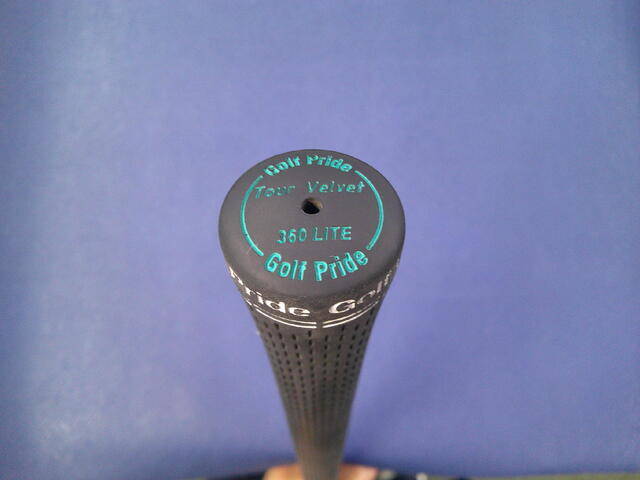 Golf Pride
Tour Velvet
360 LITE
Golf Pride
Pride Golf